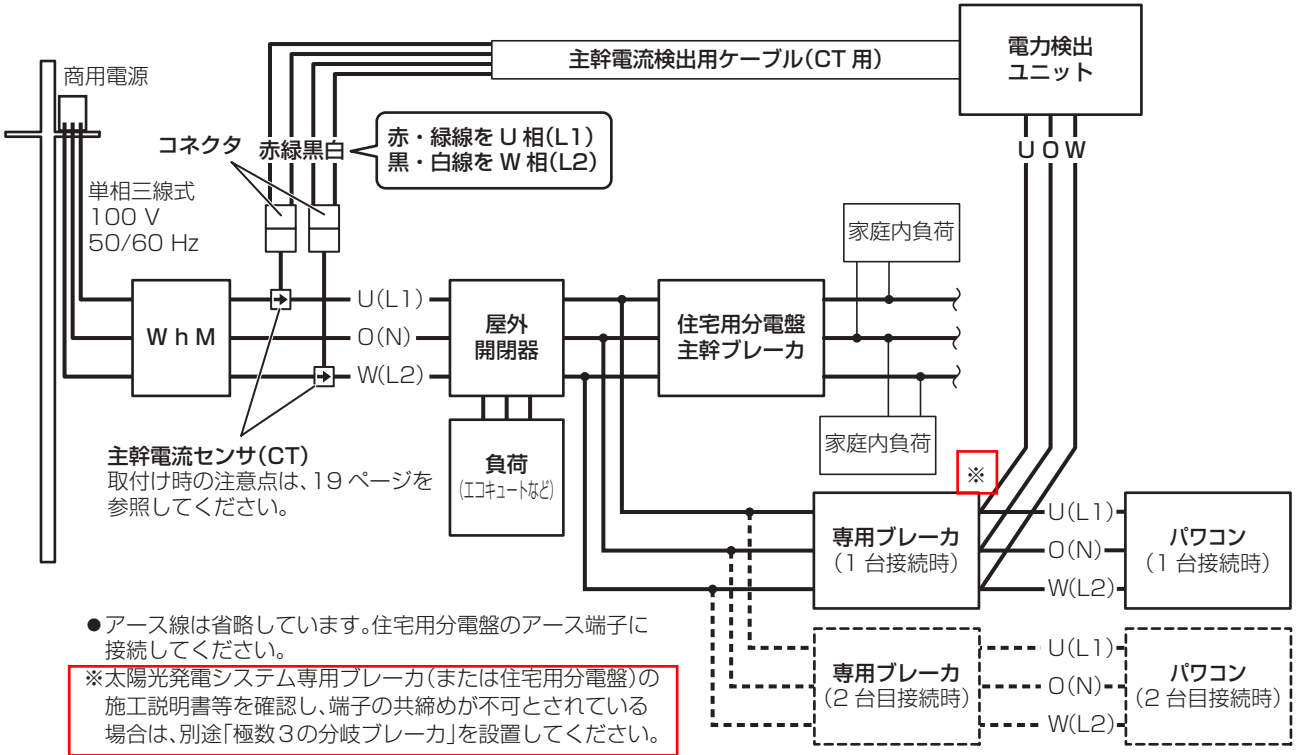 主幹電流検出用ケーブル(CT 用)
電力検出
ユニット
商用電源
コネクタ
赤緑黒白
赤・緑線を U 相(L1)
黒・白線を W 相(L2)
U O W
単相三線式
100 V
50/60 Hz
家庭内負荷
W h M
U(L1)
O(N)
W(L2)
屋外
開閉器
住宅用分電盤
主幹ブレーカ
主幹電流センサ(CT)
取付け時の注意点は、19 ページを
参照してください。
負荷
(エコキュートなど)
家庭内負荷
※
専用ブレーカ
(1 台接続時)
U(L1)
O(N)
W(L2)
パワコン
(1 台接続時)
●アース線は省略しています。住宅用分電盤のアース端子に
接続してください。
※太陽光発電システム専用ブレーカ(または住宅用分電盤)の
施工説明書等を確認し、端子の共締めが不可とされている
場合は、別途「極数3の分岐ブレーカ」を設置してください。
専用ブレーカ
(2 台目接続時)
U(L1)
O(N)
W(L2)
パワコン
(2 台目接続時)